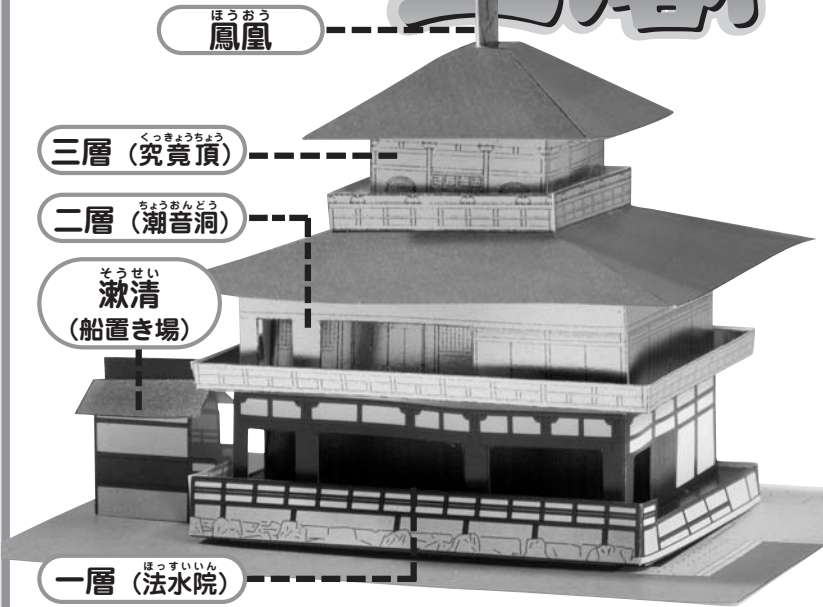 ほうおう
鳳凰
くっきょうちょう
三層（究竟頂）
ちょうおんどう
二層（潮音洞）
そうせい
漱清
（船置き場）
ほっすいいん
一層（法水院）